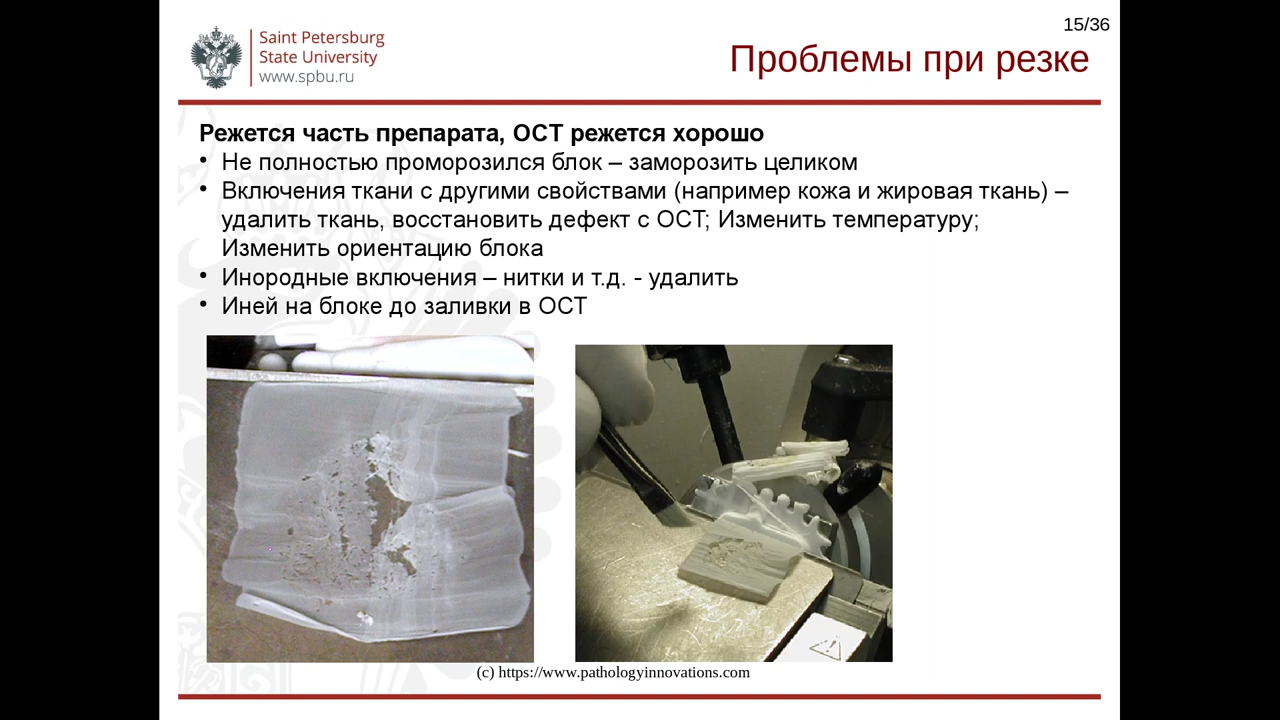 15/36
Saint Petersburg
State University
www.spbu.ru
Проблемы при резке
Режется часть препарата, ОСТ режется хорошо
• Не полностью проморозился блок – заморозить целиком
• Включения ткани с другими свойствами (например кожа и жировая ткань) –
удалить ткань, восстановить дефект с ОСТ; Изменить температуру;
Изменить ориентацию блока
• Инородные включения – нитки и т.д. - удалить
• Иней на блоке до заливки в ОСТ
(c) https://www.pathologyinnovations.com